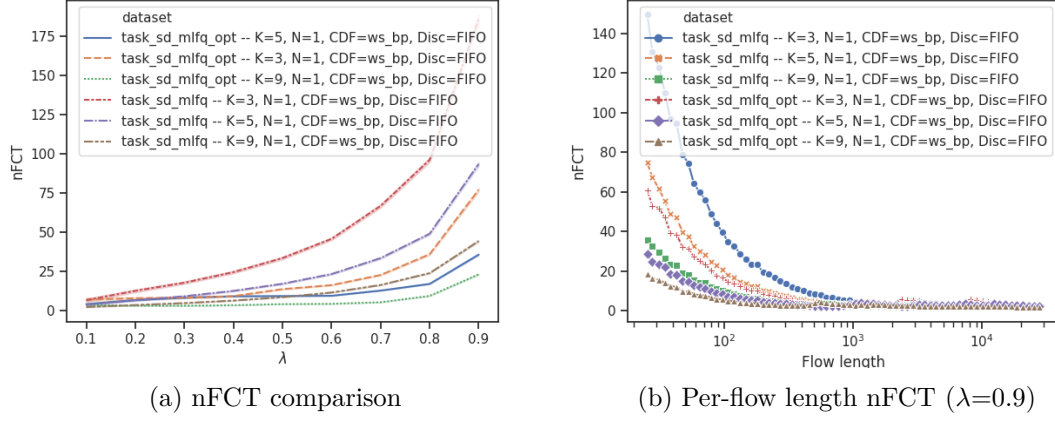 dataset
task_sd_mlfq_opt -- K=5, N=1, CDF=ws_bp, Disc=FIFO
task_sd_mlfq_opt -- K=3, N=1, CDF=ws_bp, Disc=FIFO
task_sd_mlfq_opt -- K=9, N=1, CDF=ws_bp, Disc=FIFO
task_sd_mlfq -- K=3, N=1, CDF=ws_bp, Disc=FIFO
task_sd_mlfq -- K=5, N=1, CDF=ws_bp, Disc=FIFO
task_sd_mlfq -- K=9, N=1, CDF=ws_bp, Disc=FIFO
nFCT
175
150
125
100
75
50
25
0
0.1 0.2 0.3 0.4 0.5 0.6 0.7 0.8 0.9
λ
(a) nFCT comparison
dataset
task_sd_mlfq -- K=3, N=1, CDF=ws_bp, Disc=FIFO
task_sd_mlfq -- K=5, N=1, CDF=ws_bp, Disc=FIFO
task_sd_mlfq -- K=9, N=1, CDF=ws_bp, Disc=FIFO
task_sd_mlfq_opt -- K=3, N=1, CDF=ws_bp, Disc=FIFO
task_sd_mlfq_opt -- K=5, N=1, CDF=ws_bp, Disc=FIFO
task_sd_mlfq_opt -- K=9, N=1, CDF=ws_bp, Disc=FIFO
nFCT
140
120
100
80
60
40
20
0
10² 10³ 10⁴
Flow length
(b) Per-flow length nFCT (λ=0.9)